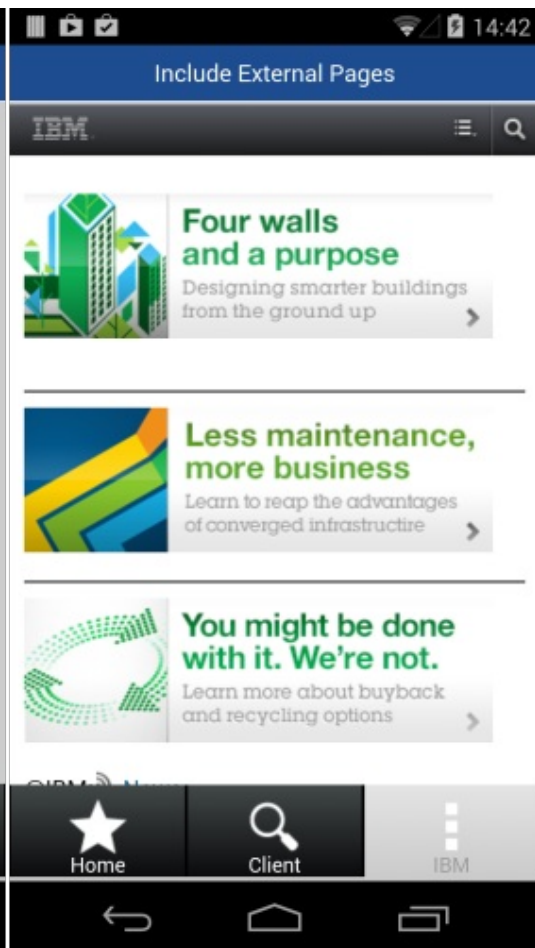 14:42
Include External Pages
IBM.
Four walls
and a purpose
Designing smarter buildings
from the ground up
Less maintenance,
more business
Learn to reap the advantages
of converged infrastructire
You might be done
with it. We're not.
Learn more about buyback
and recycling options
Home
Client
IBM